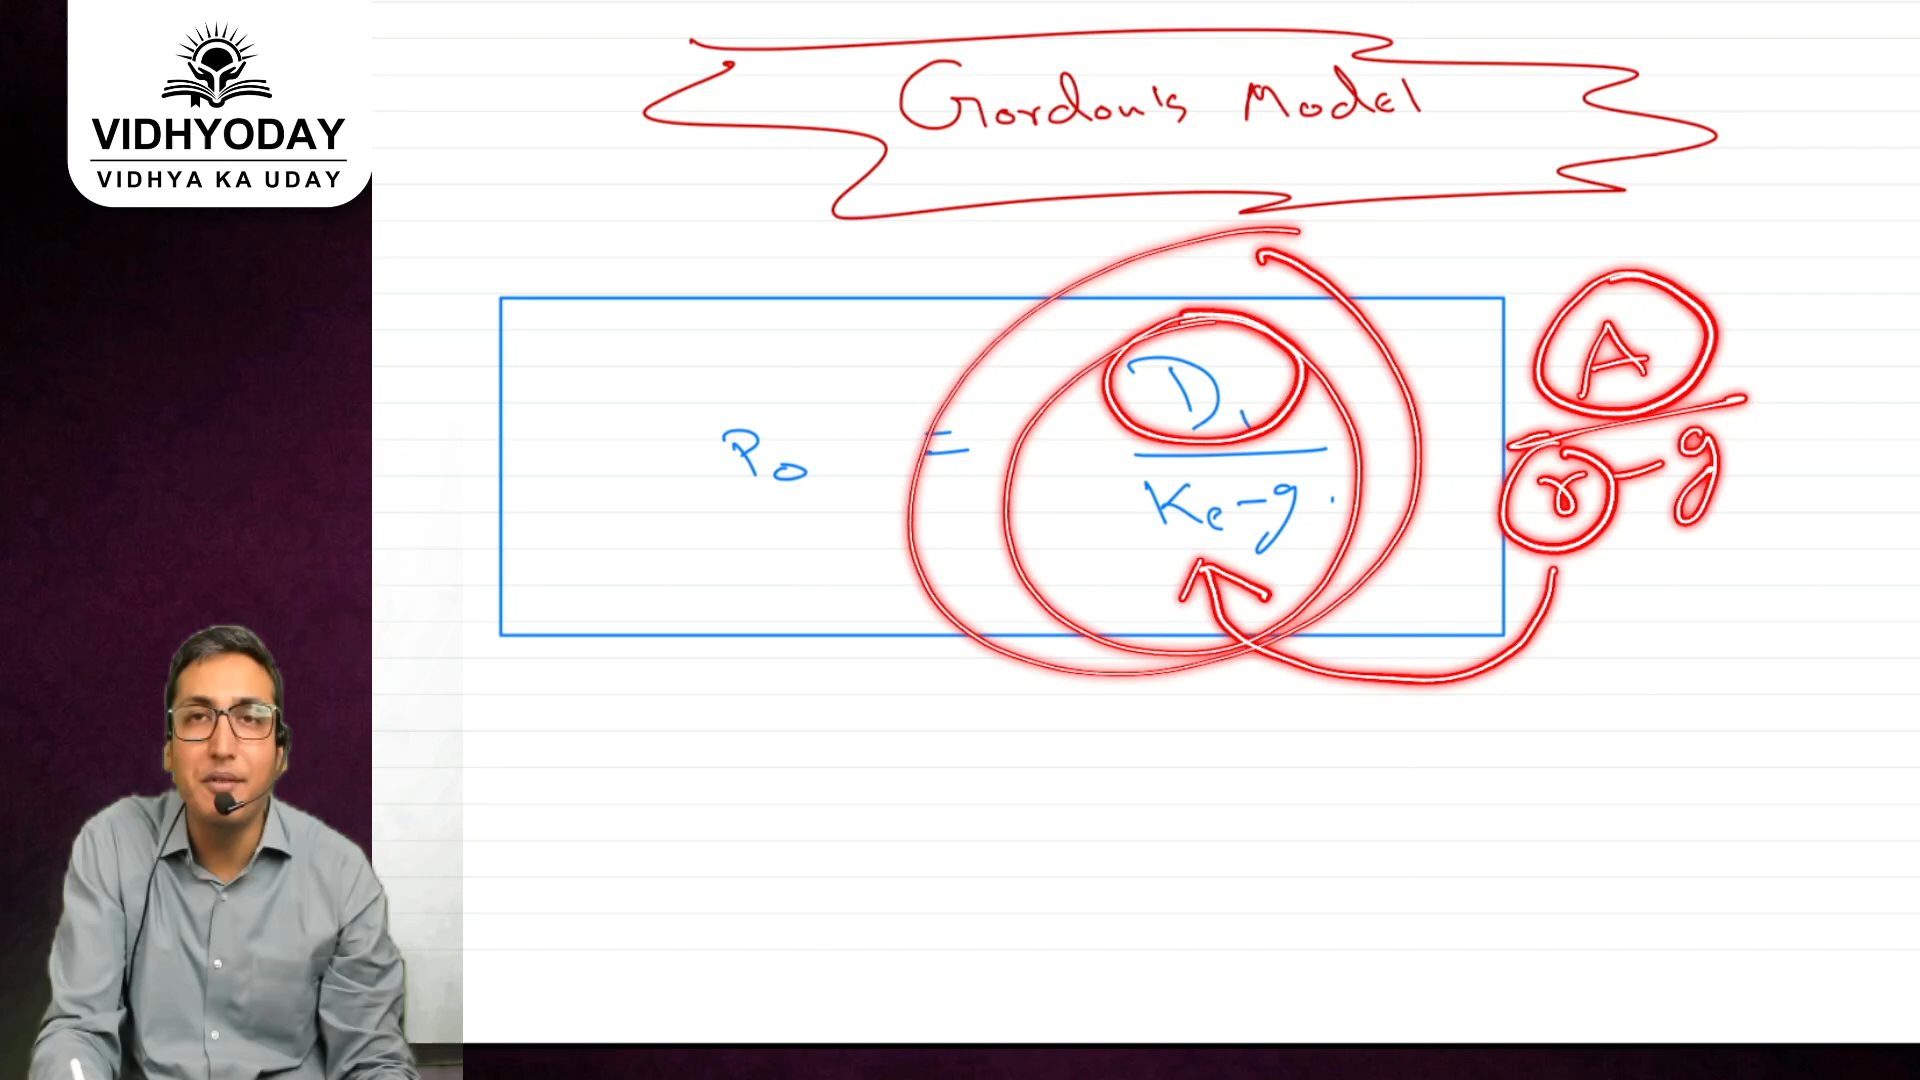 VIDHYODAY
VIDHYA KA UDAY
Gordon's Model
P0 = D1
Ke - g.
A
r - g